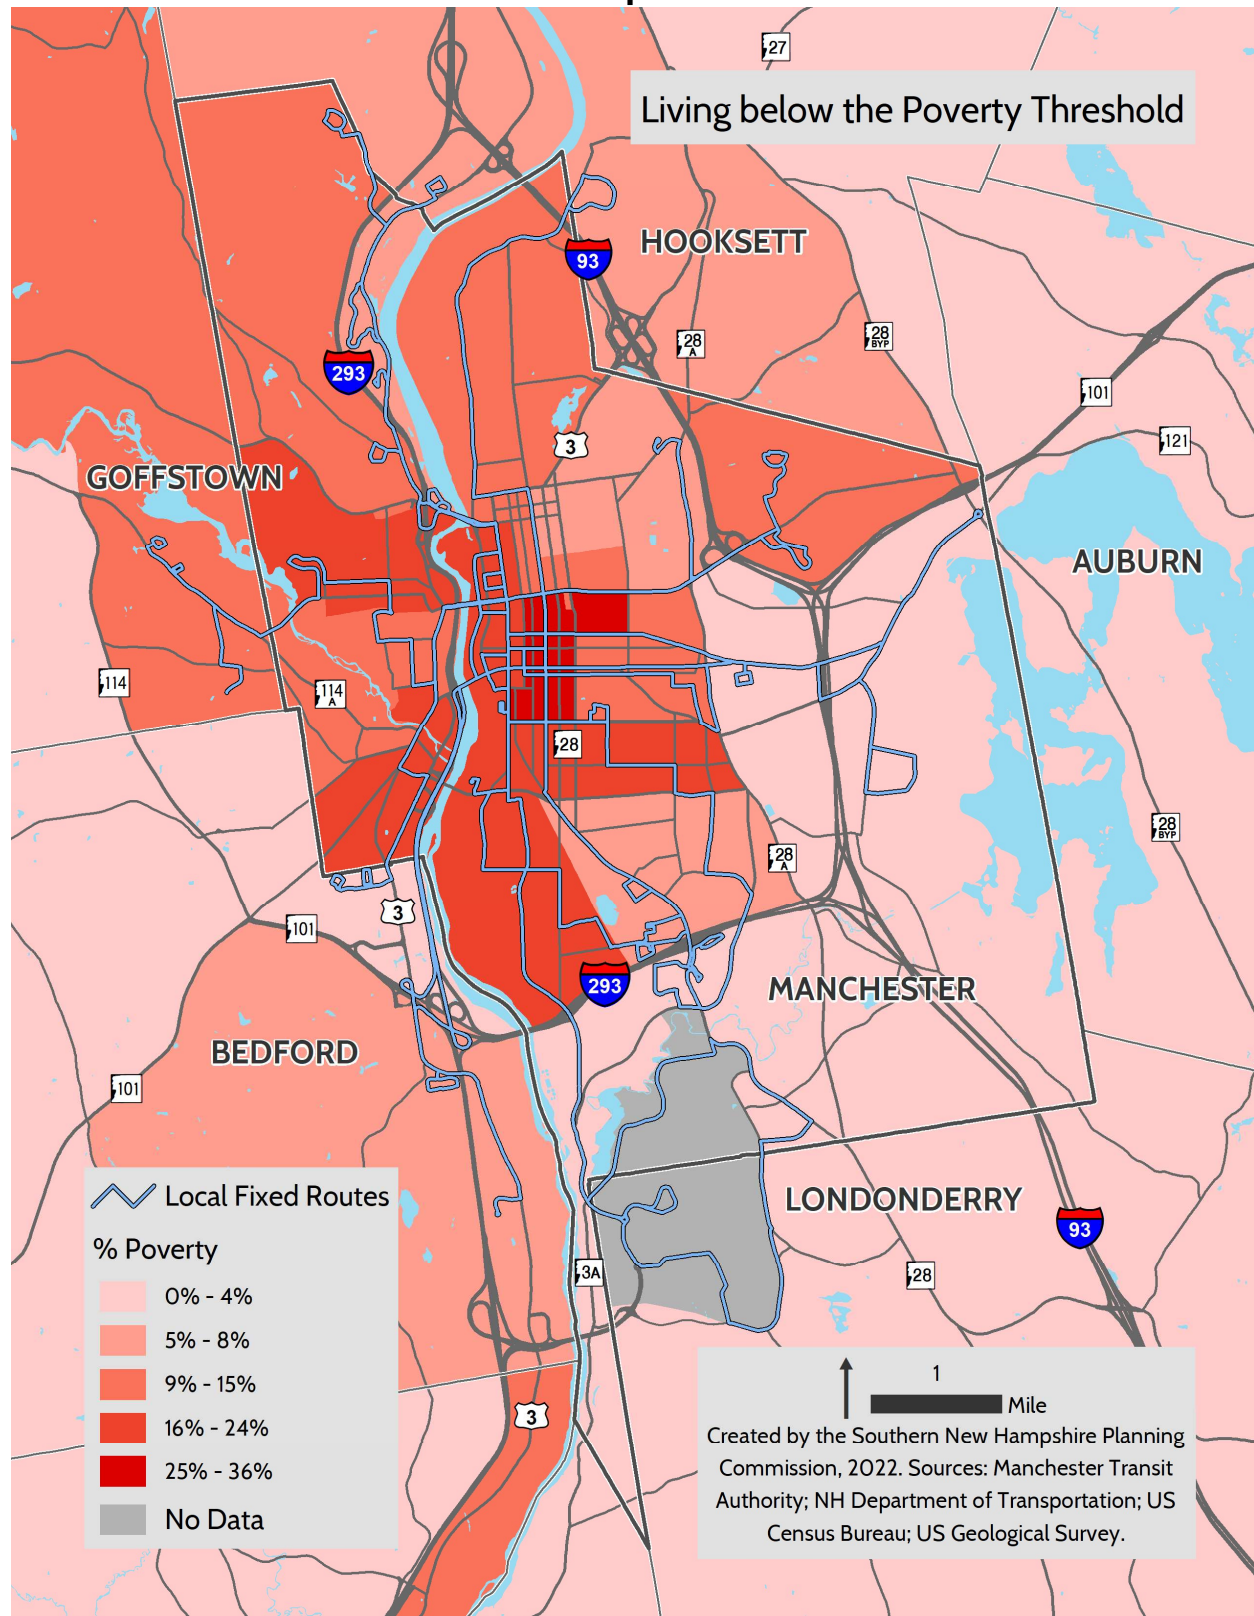 27
Living below the Poverty Threshold
HOOKSETT
93
28
A
28
BYP
293
101
3
121
GOFFSTOWN
AUBURN
114
114
A
28
28
BYP
28
A
3
101
293
MANCHESTER
BEDFORD
101
Local Fixed Routes
LONDONDERRY
93
% Poverty
3A
28
0% - 4%
5% - 8%
9% - 15%
16% - 24%
25% - 36%
No Data
3
1
Mile
Created by the Southern New Hampshire Planning
Commission, 2022. Sources: Manchester Transit
Authority; NH Department of Transportation; US
Census Bureau; US Geological Survey.